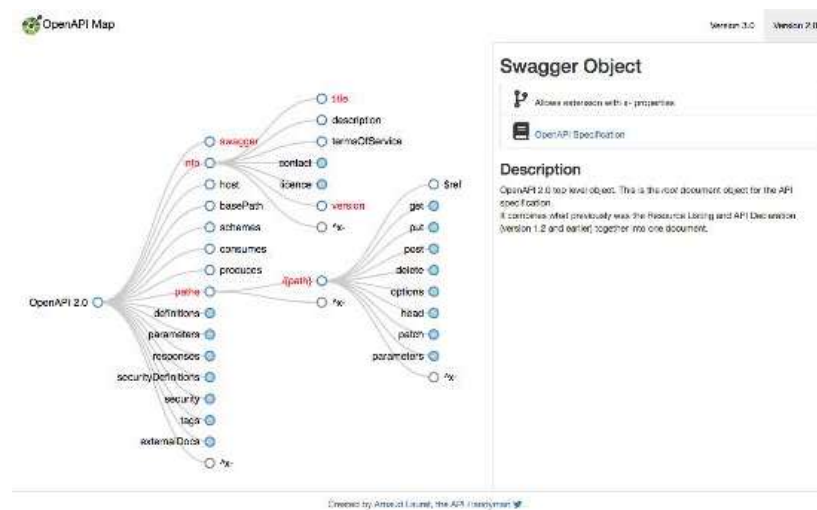 OpenAPI Map
Version 3.0
Version 2.0
OpenAPI 2.0
swagger
info
host
basePath
schemes
consumes
produces
paths
definitions
parameters
responses
securityDefinitions
security
tags
externalDocs
^x-
title
description
termsOfService
contact
licence
version
^x-
/{path}
^x-
$ref
get
put
post
delete
options
head
patch
parameters
^x-
Swagger Object
Allows extension with x- properties
OpenAPI Specification
Description
OpenAPI 2.0 top level object. This is the root document object for the API
specification.
It combines what previously was the Resource Listing and API Declaration
(version 1.2 and earlier) together into one document.
Created by Arnaud Lauret, the API Handyman